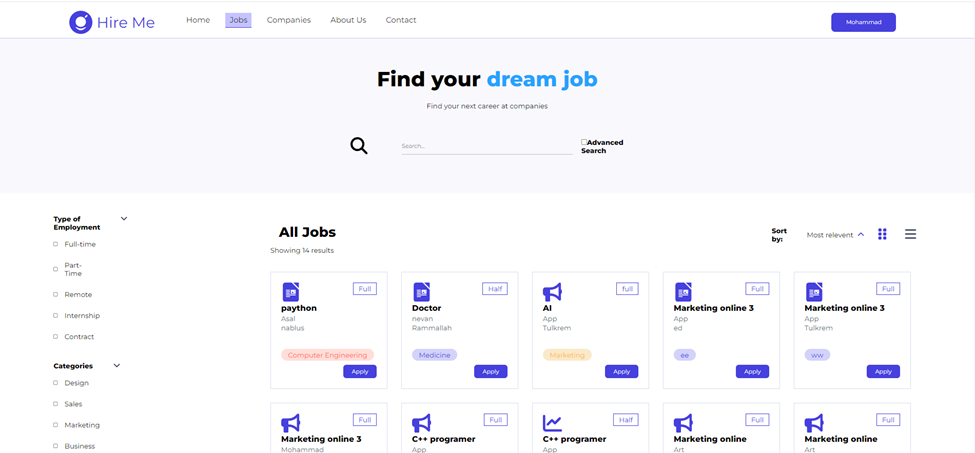 Hire Me
Home Jobs Companies About Us Contact
Mohammad
Find your dream job
Find your next career at companies
Search...
Advanced
Search
Type of
Employment
Full-time
Part-
Time
Remote
Internship
Contract
Categories
Design
Sales
Marketing
Business
All Jobs
Showing 14 results
Sort
by:
Most relevent
Full
paython
Asal
nablus
Computer Engineering
Apply
Half
Doctor
nevan
Rammallah
Medicine
Apply
full
AI
App
Tulkrem
Marketing
Apply
Full
Marketing online 3
App
ed
ee
Apply
Full
Marketing online 3
App
Tulkrem
ww
Apply
Full
Marketing online 3
Mohammad
Full
C++ programer
App
Half
C++ programer
App
Full
Marketing online
Art
Full
Marketing online
Art